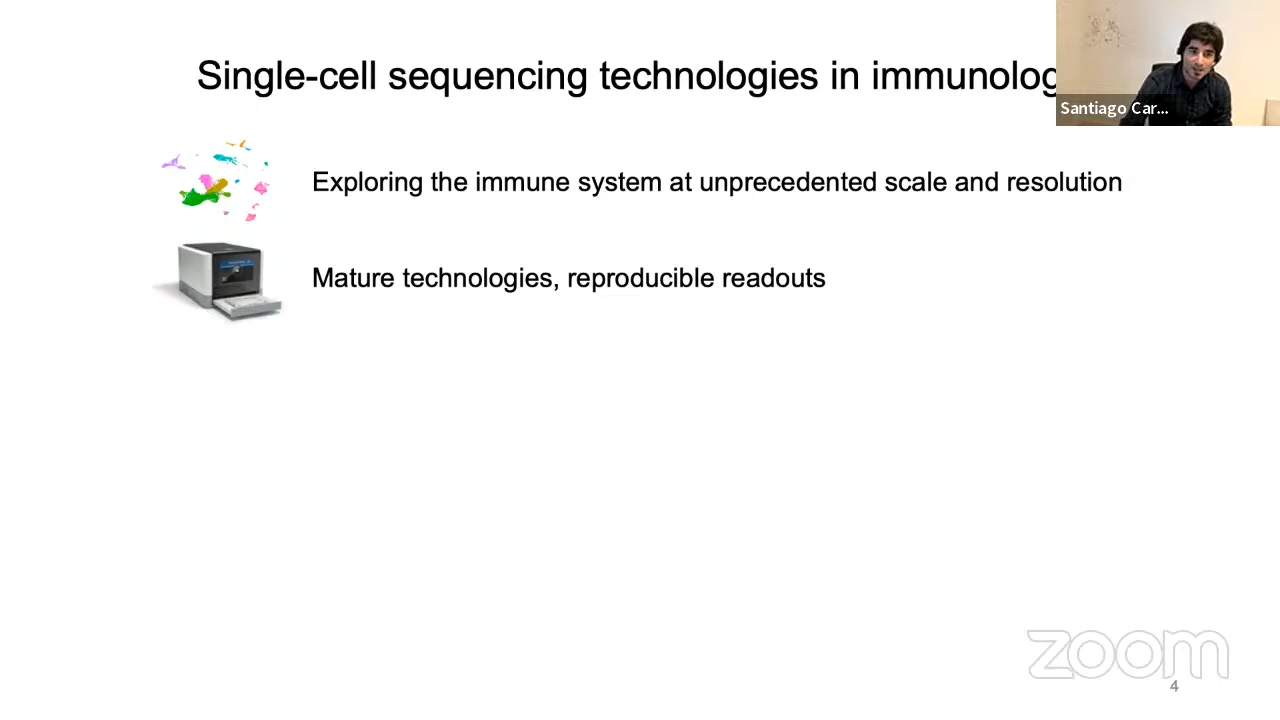 Single-cell sequencing technologies in immunolog
Santiago Car...
Exploring the immune system at unprecedented scale and resolution
Mature technologies, reproducible readouts
zoom
4